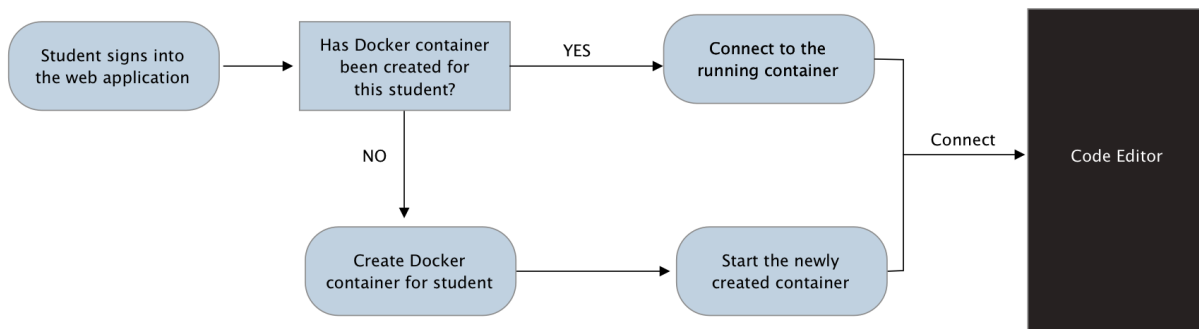 Student signs into
the web application
Has Docker container
been created for
this student?
YES
Connect to the
running container
NO
Create Docker
container for student
Start the newly
created container
Connect
Code Editor